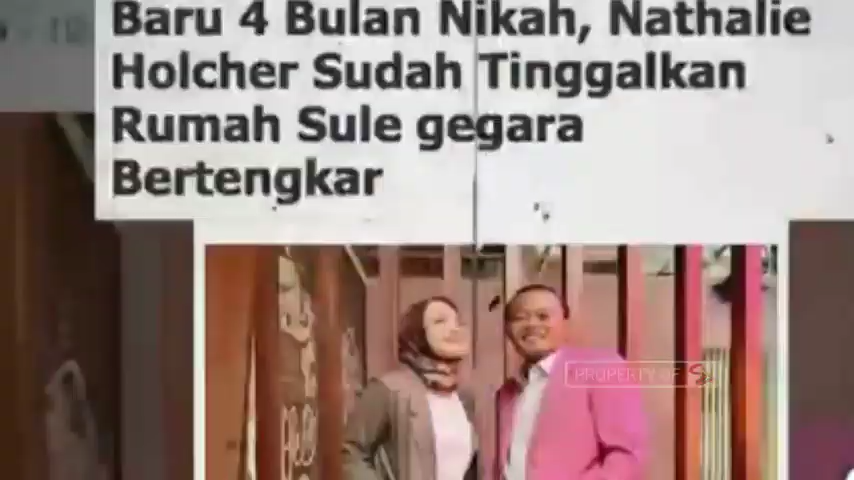 Baru 4 Bulan Nikah, Nathalie
Holcher Sudah Tinggalkan
Rumah Sule gegara
Bertengkar
PROPERTY OF